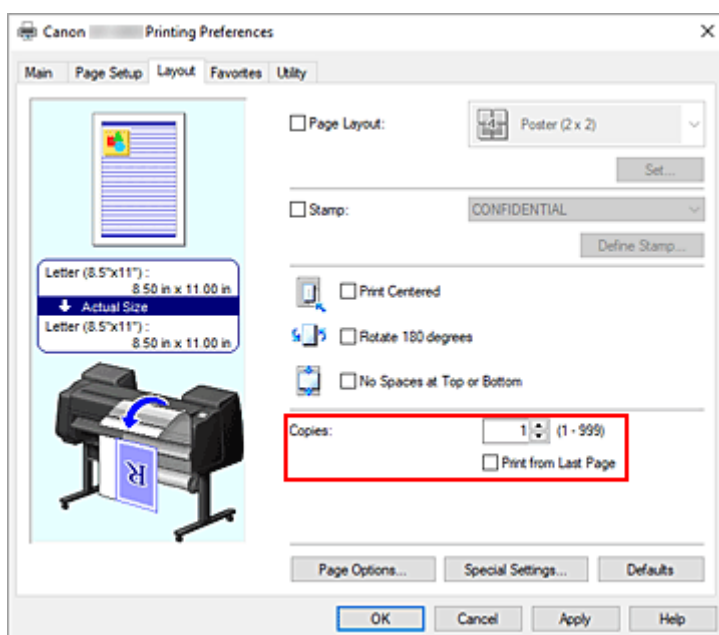 Canon Printing Preferences
Main Page Setup Layout Favorites Utility
Page Layout: Poster (2 x 2)
Set...
Stamp: CONFIDENTIAL
Define Stamp...
Letter (8.5"x11") :
8.50 in x 11.00 in
Actual Size
Letter (8.5"x11") :
8.50 in x 11.00 in
Print Centered
Rotate 180 degrees
No Spaces at Top or Bottom
Copies: 1 (1 - 999)
Print from Last Page
R
Page Options... Special Settings... Defaults
OK Cancel Apply Help